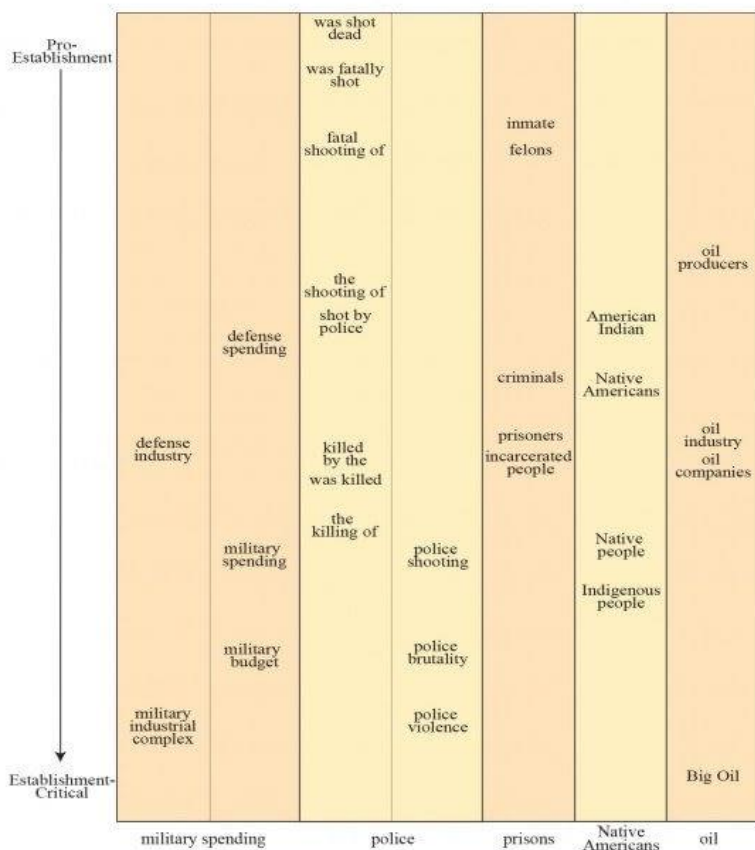 Pro-
Establishment
Establishment-
Critical
defense
industry
military
industrial
complex
defense
spending
military
spending
military
budget
was shot
dead
was fatally
shot
fatal
shooting of
the
shooting of
shot by
police
killed
by the
was killed
the
killing of
police
shooting
police
brutality
police
violence
inmate
felons
criminals
prisoners
incarcerated
people
American
Indian
Native
Americans
Native
people
Indigenous
people
oil
producers
oil
industry
oil
companies
Big Oil
military spending
police
prisons
Native
Americans
oil